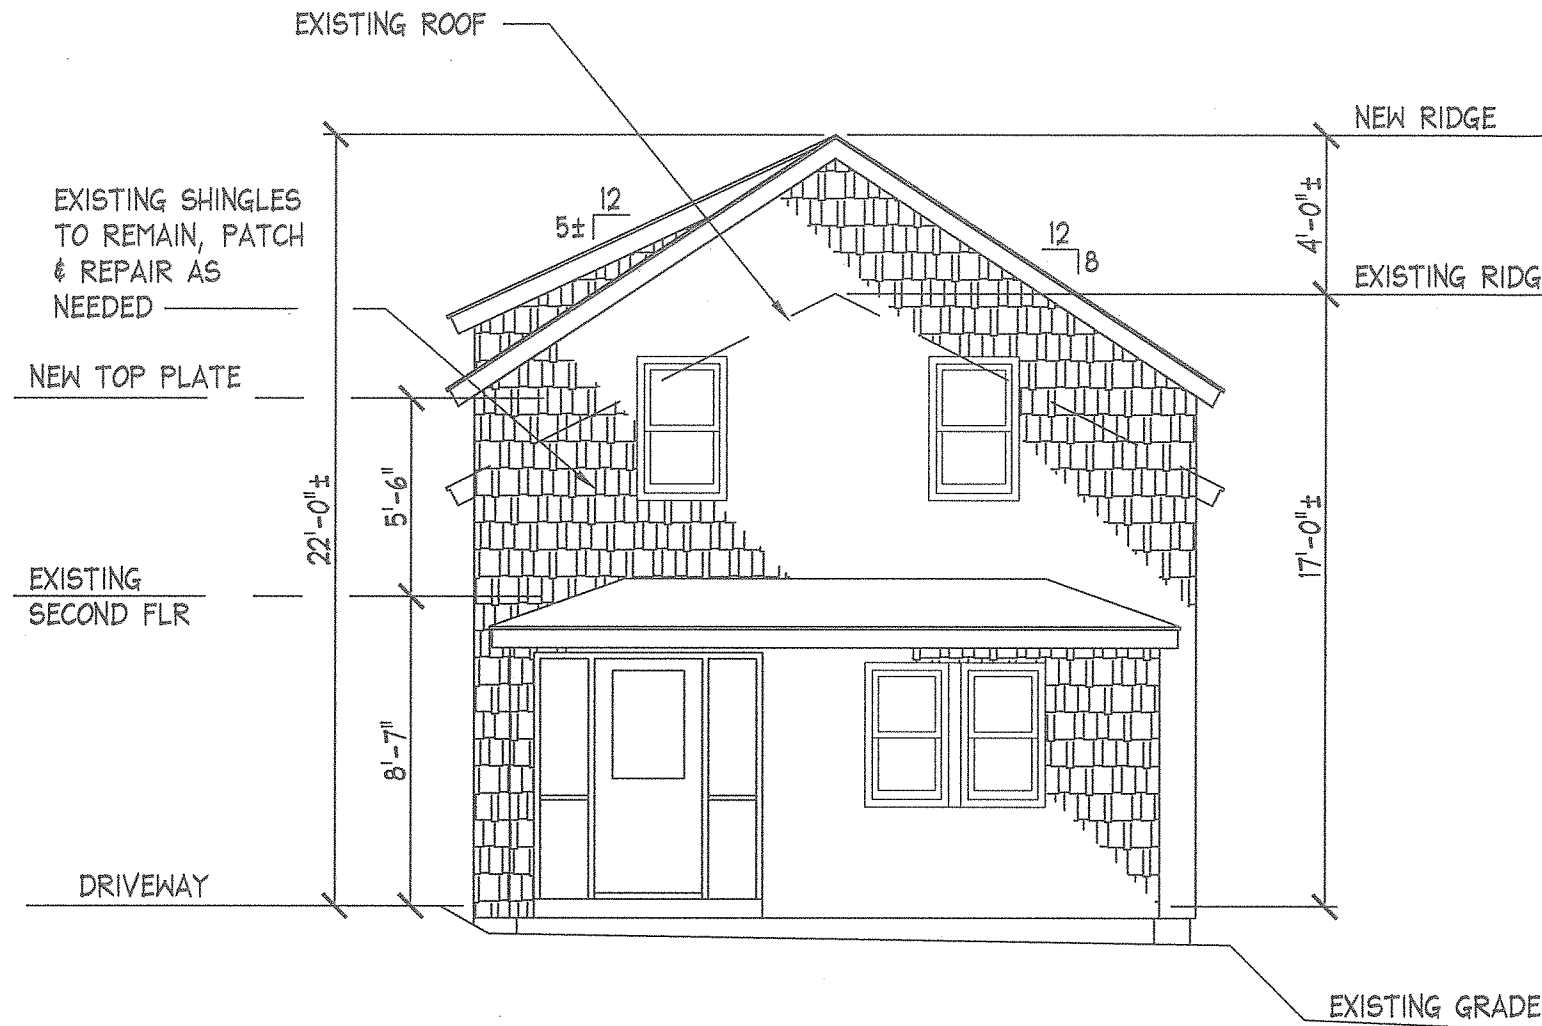 EXISTING ROOF
NEW RIDGE
EXISTING SHINGLES
TO REMAIN, PATCH
& REPAIR AS
NEEDED
12
5±
12
8
4'-0"±
EXISTING RIDG
NEW TOP PLATE
5'-6"
22'-0"±
17'-0"±
EXISTING
SECOND FLR
8'-7"
DRIVEWAY
EXISTING GRADE